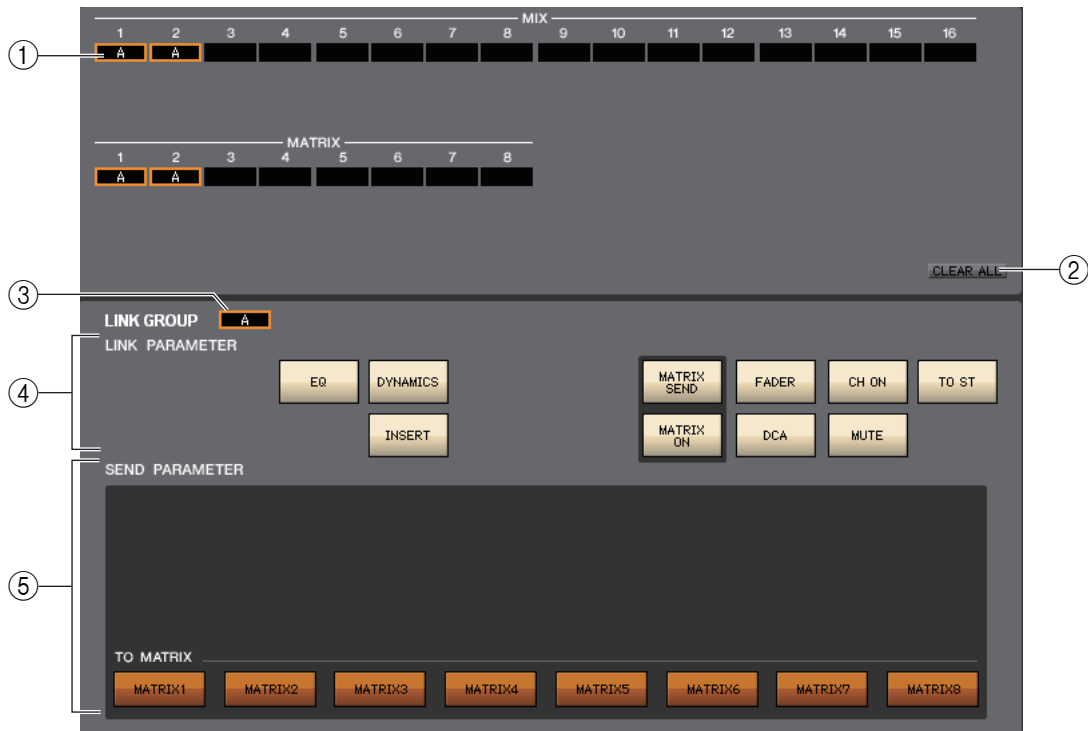 MIX
1 2 3 4 5 6 7 8 9 10 11 12 13 14 15 16
① A A
MATRIX
1 2 3 4 5 6 7 8
A A
CLEAR ALL ②
③
LINK GROUP A
LINK PARAMETER
④ EQ DYNAMICS MATRIX SEND FADER CH ON TO ST
INSERT MATRIX ON DCA MUTE
SEND PARAMETER
⑤
TO MATRIX
MATRIX1 MATRIX2 MATRIX3 MATRIX4 MATRIX5 MATRIX6 MATRIX7 MATRIX8